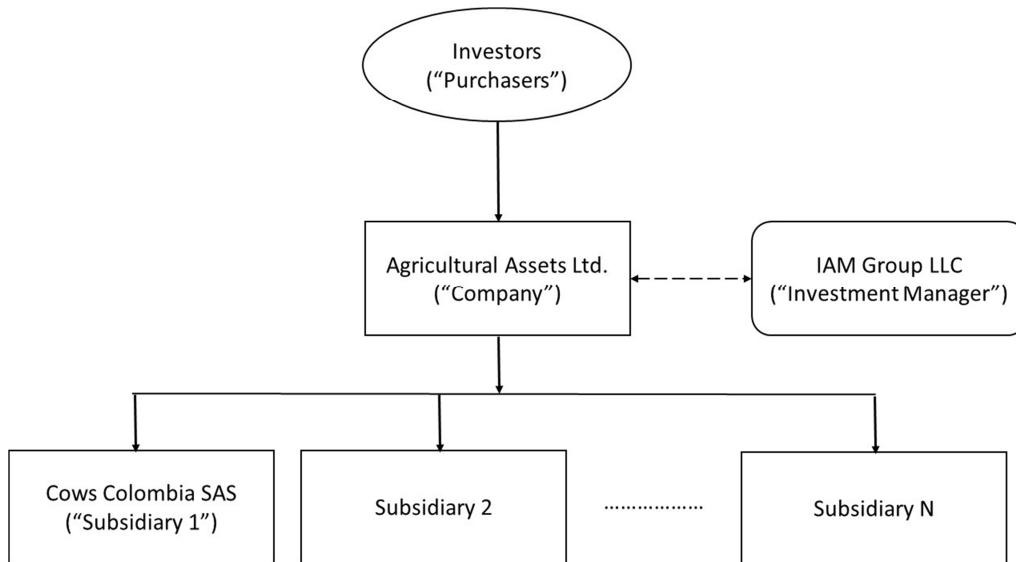 Investors
(“Purchasers”)
Agricultural Assets Ltd.
(“Company”)
IAM Group LLC
(“Investment Manager”)
Cows Colombia SAS
(“Subsidiary 1”)
Subsidiary 2
...................
Subsidiary N